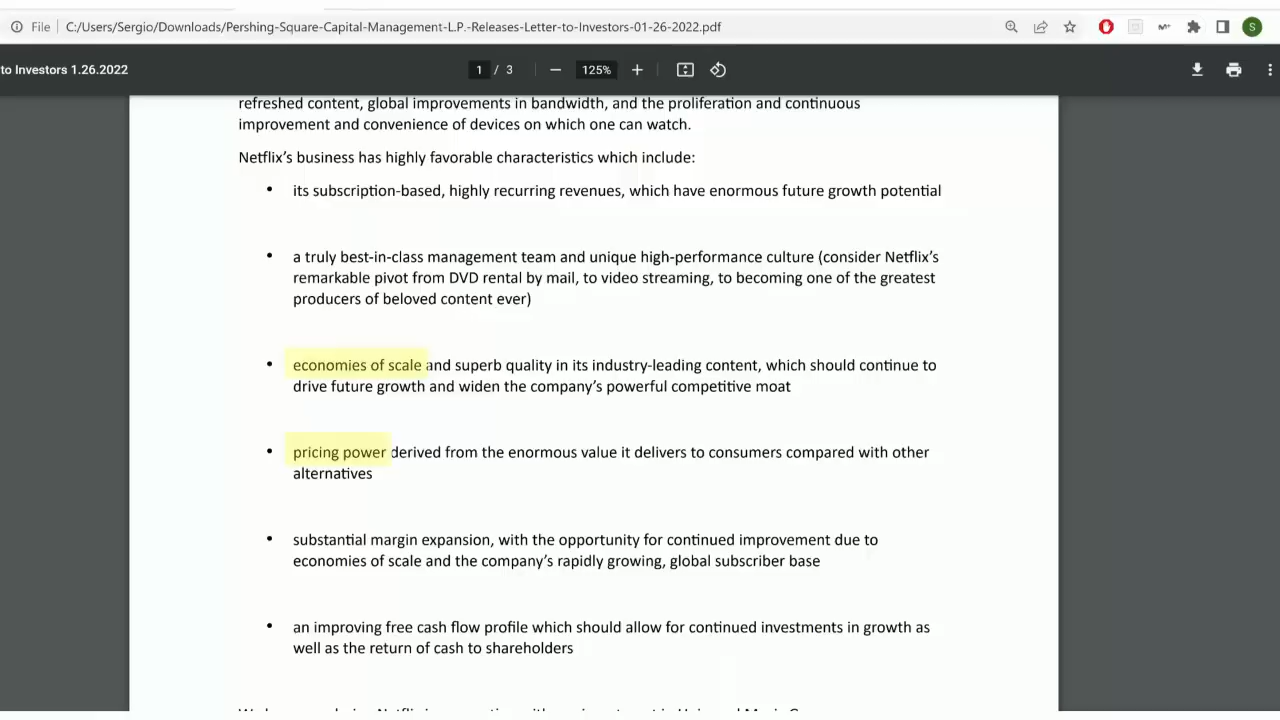 File C:/Users/Sergio/Downloads/Pershing-Square-Capital-Management-L.P.-Releases-Letter-to-Investors-01-26-2022.pdf S
to Investors 1.26.2022 1 / 3 125%
refreshed content, global improvements in bandwidth, and the proliferation and continuous
improvement and convenience of devices on which one can watch.
Netflix’s business has highly favorable characteristics which include:
• its subscription-based, highly recurring revenues, which have enormous future growth potential
• a truly best-in-class management team and unique high-performance culture (consider Netflix’s
remarkable pivot from DVD rental by mail, to video streaming, to becoming one of the greatest
producers of beloved content ever)
• economies of scale and superb quality in its industry-leading content, which should continue to
drive future growth and widen the company’s powerful competitive moat
• pricing power derived from the enormous value it delivers to consumers compared with other
alternatives
• substantial margin expansion, with the opportunity for continued improvement due to
economies of scale and the company’s rapidly growing, global subscriber base
• an improving free cash flow profile which should allow for continued investments in growth as
well as the return of cash to shareholders